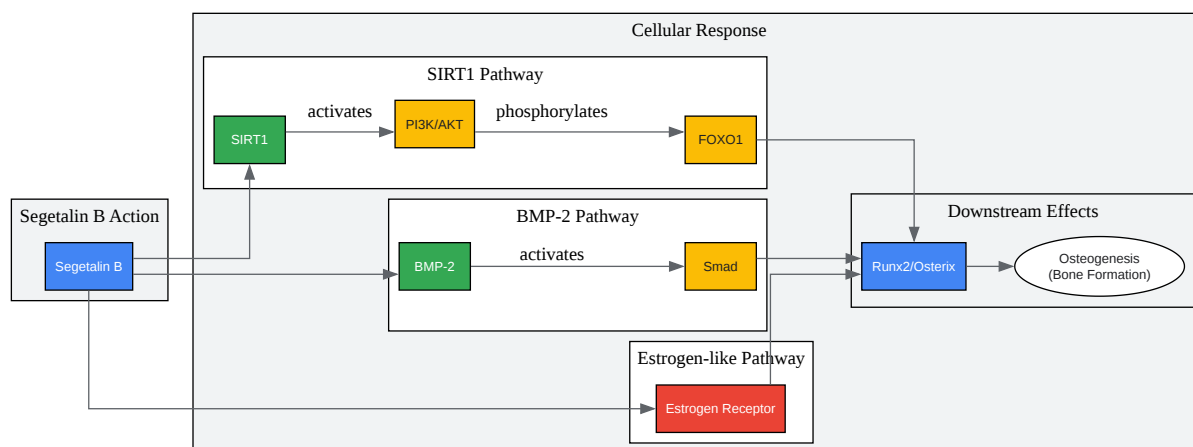 Cellular Response
SIRT1 Pathway
SIRT1
activates
PI3K/AKT
phosphorylates
FOXO1
Segetalin B Action
Segetalin B
BMP-2 Pathway
BMP-2
activates
Smad
Downstream Effects
Runx2/Osterix
Osteogenesis
(Bone Formation)
Estrogen-like Pathway
Estrogen Receptor